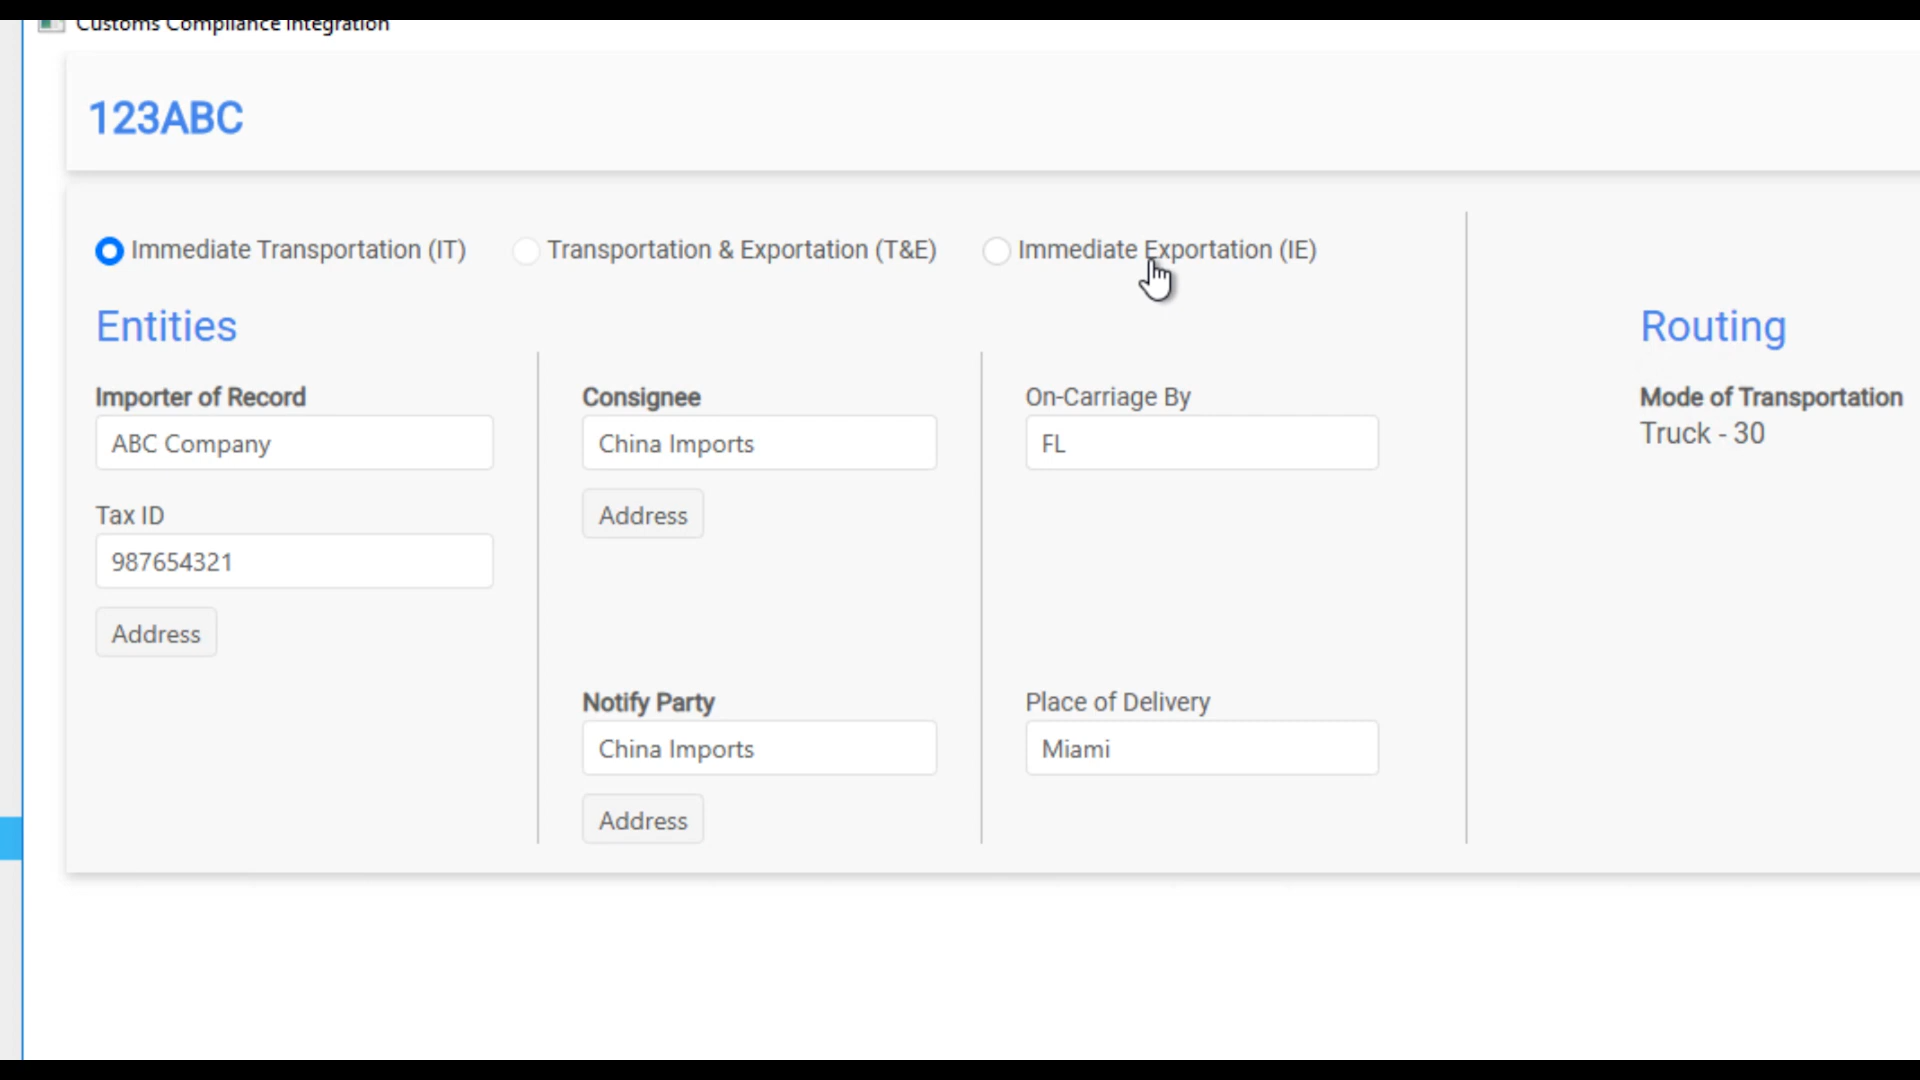 Customs Compliance Integration
123ABC
Immediate Transportation (IT) Transportation & Exportation (T&E) Immediate Exportation (IE)
Entities
Importer of Record
ABC Company
Tax ID
987654321
Address
Consignee
China Imports
Address
Notify Party
China Imports
Address
On-Carriage By
FL
Place of Delivery
Miami
Routing
Mode of Transportation
Truck - 30